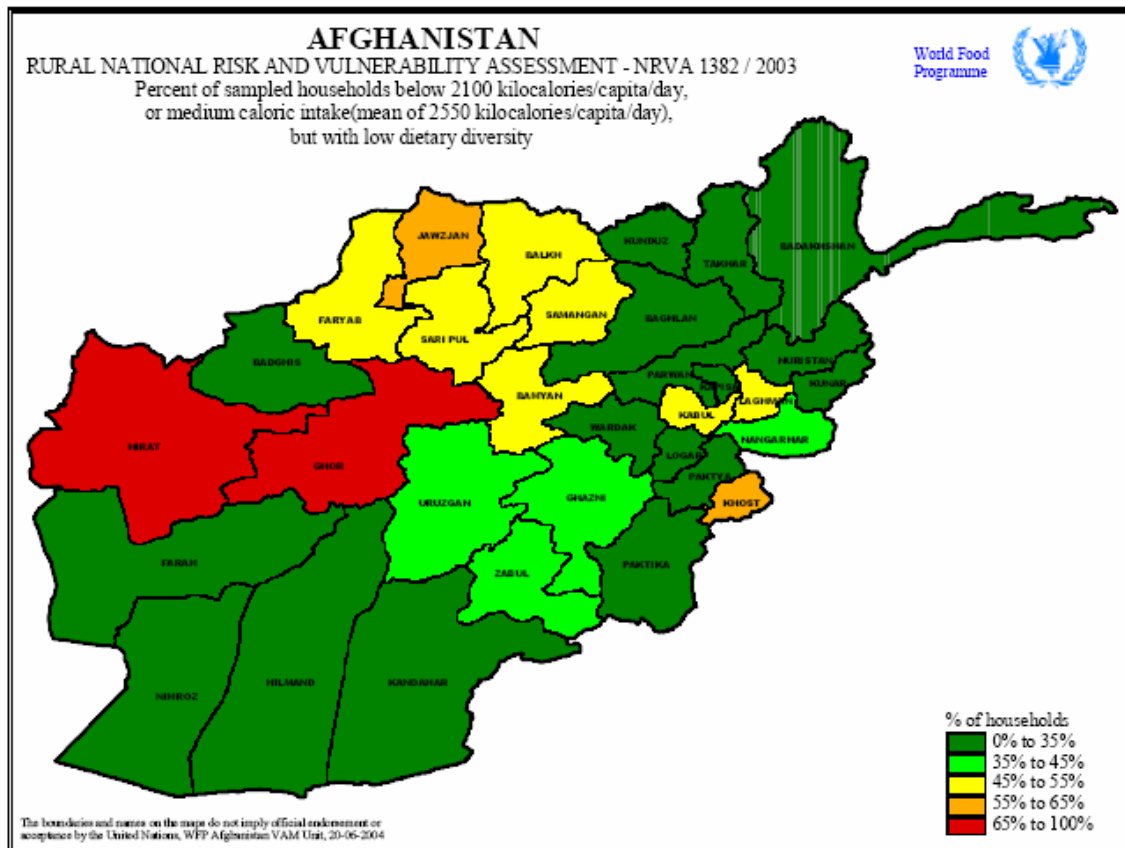 AFGHANISTAN
RURAL NATIONAL RISK AND VULNERABILITY ASSESSMENT - NRVA 1382 / 2003
Percent of sampled households below 2100 kilocalories/capita/day,
or medium caloric intake(mean of 2550 kilocalories/capita/day),
but with low dietary diversity
World Food
Programme
JAWZJAN
KUNDUZ
BADAKHSHAN
BALKH
TAKHAR
SAMANGAN
FARYAB
BAGHLAN
SARI PUL
BADGHIS
NURISTAN
PARWAN
KUNAR
KAPISA
BAMYAN
LAGHMAN
KABUL
WARDAK
NANGARHAR
HIRAT
LOGAR
GHOR
PAKTYA
GHAZNI
URUZGAN
KHOST
FARAH
PAKTIKA
ZABUL
HILMAND
KANDAHAR
NIMROZ
% of households
0% to 35%
35% to 45%
45% to 55%
55% to 65%
65% to 100%
The boundaries and names on the maps do not imply official endorsement or
acceptance by the United Nations, WFP Afghanistan VAM Unit, 20-06-2004